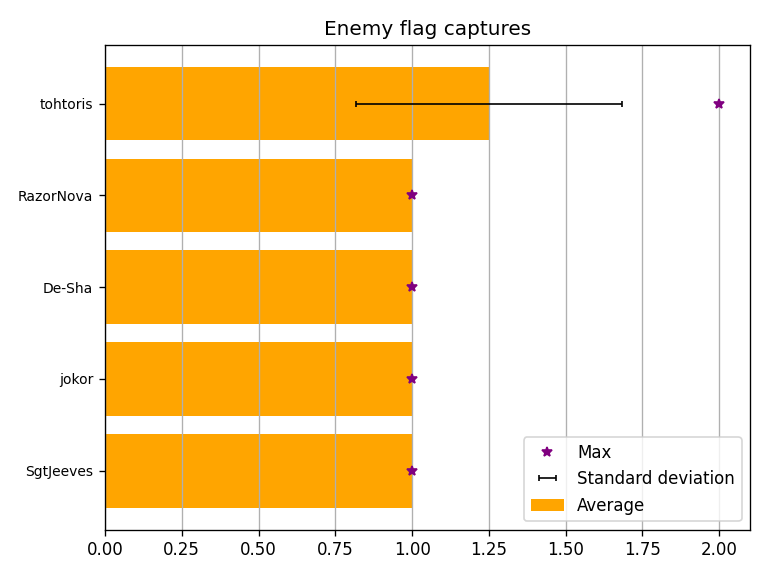 Enemy flag captures
tohtoris
RazorNova
De-Sha
jokor
SgtJeeves
Max
Standard deviation
Average
0.00 0.25 0.50 0.75 1.00 1.25 1.50 1.75 2.00